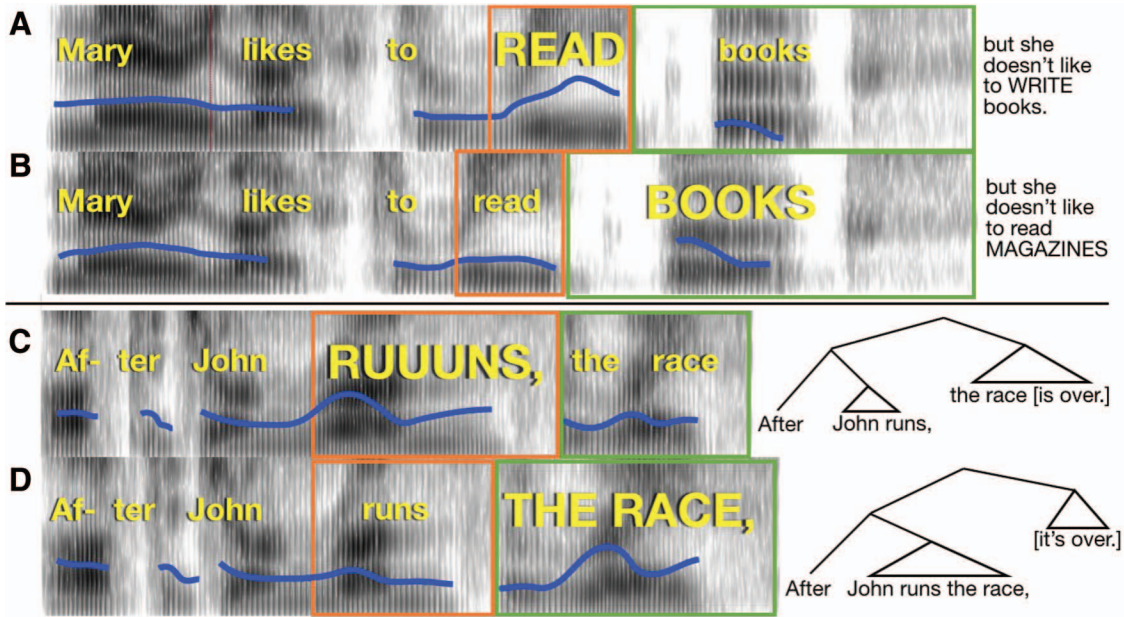 A
Mary likes to READ books
but she
doesn't like
to WRITE
books.
B
Mary likes to read BOOKS
but she
doesn't like
to read
MAGAZINES
C
Af- ter John RUUUNS, the race
After John runs,
the race [is over.]
D
Af- ter John runs THE RACE,
After John runs the race,
[it's over.]